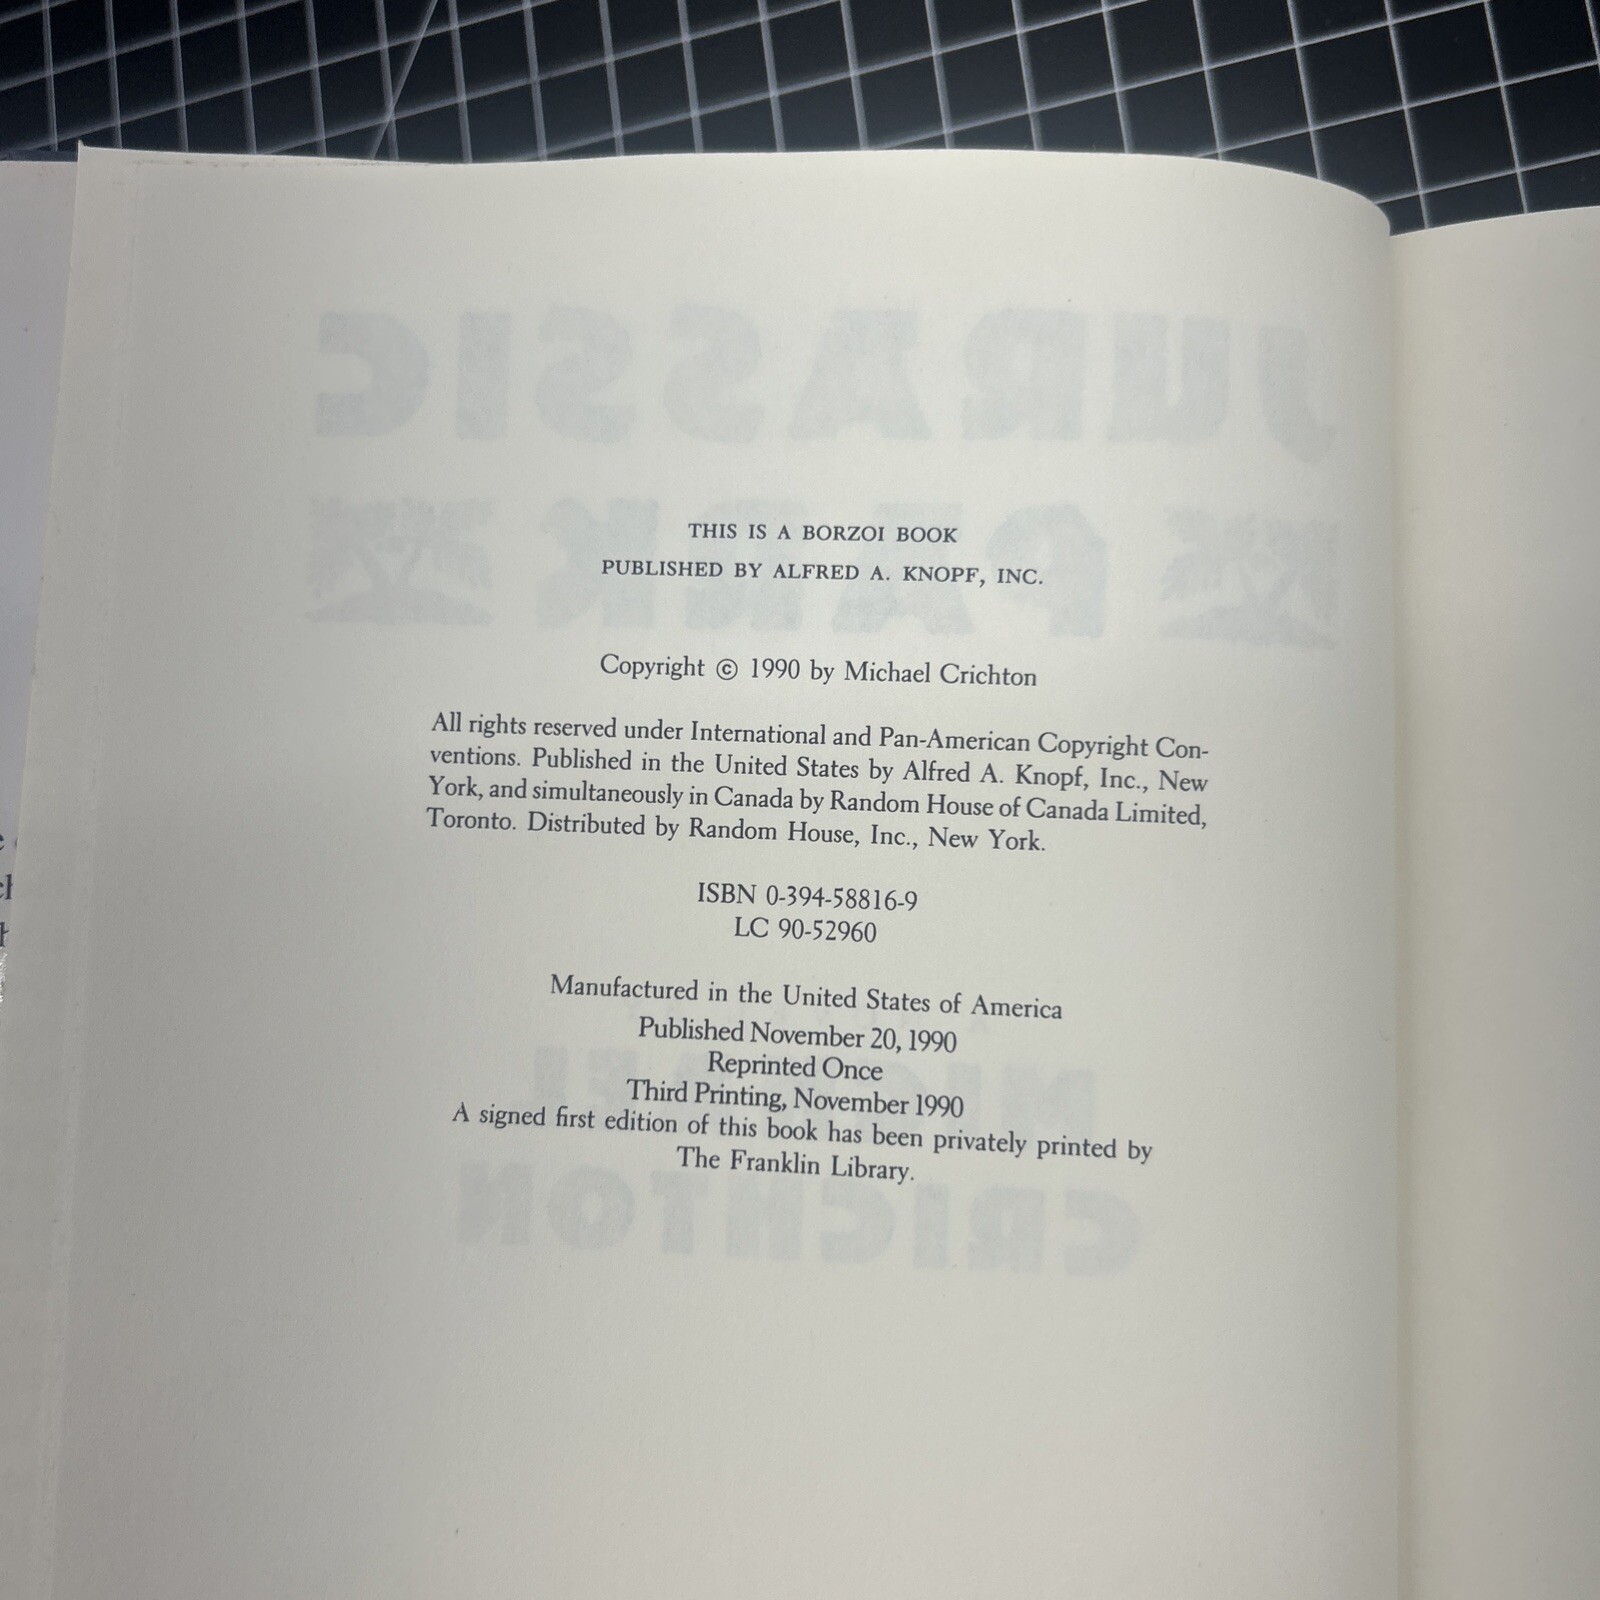 THIS IS A BORZOI BOOK
PUBLISHED BY ALFRED A. KNOPF, INC.
Copyright © 1990 by Michael Crichton
All rights reserved under International and Pan-American Copyright Con-
ventions. Published in the United States by Alfred A. Knopf, Inc., New
York, and simultaneously in Canada by Random House of Canada Limited,
Toronto. Distributed by Random House, Inc., New York.
ISBN 0-394-58816-9
LC 90-52960
Manufactured in the United States of America
Published November 20, 1990
Reprinted Once
Third Printing, November 1990
A signed first edition of this book has been privately printed by
The Franklin Library.
JURASSIC
PARK
MICHAEL
CRICHTON